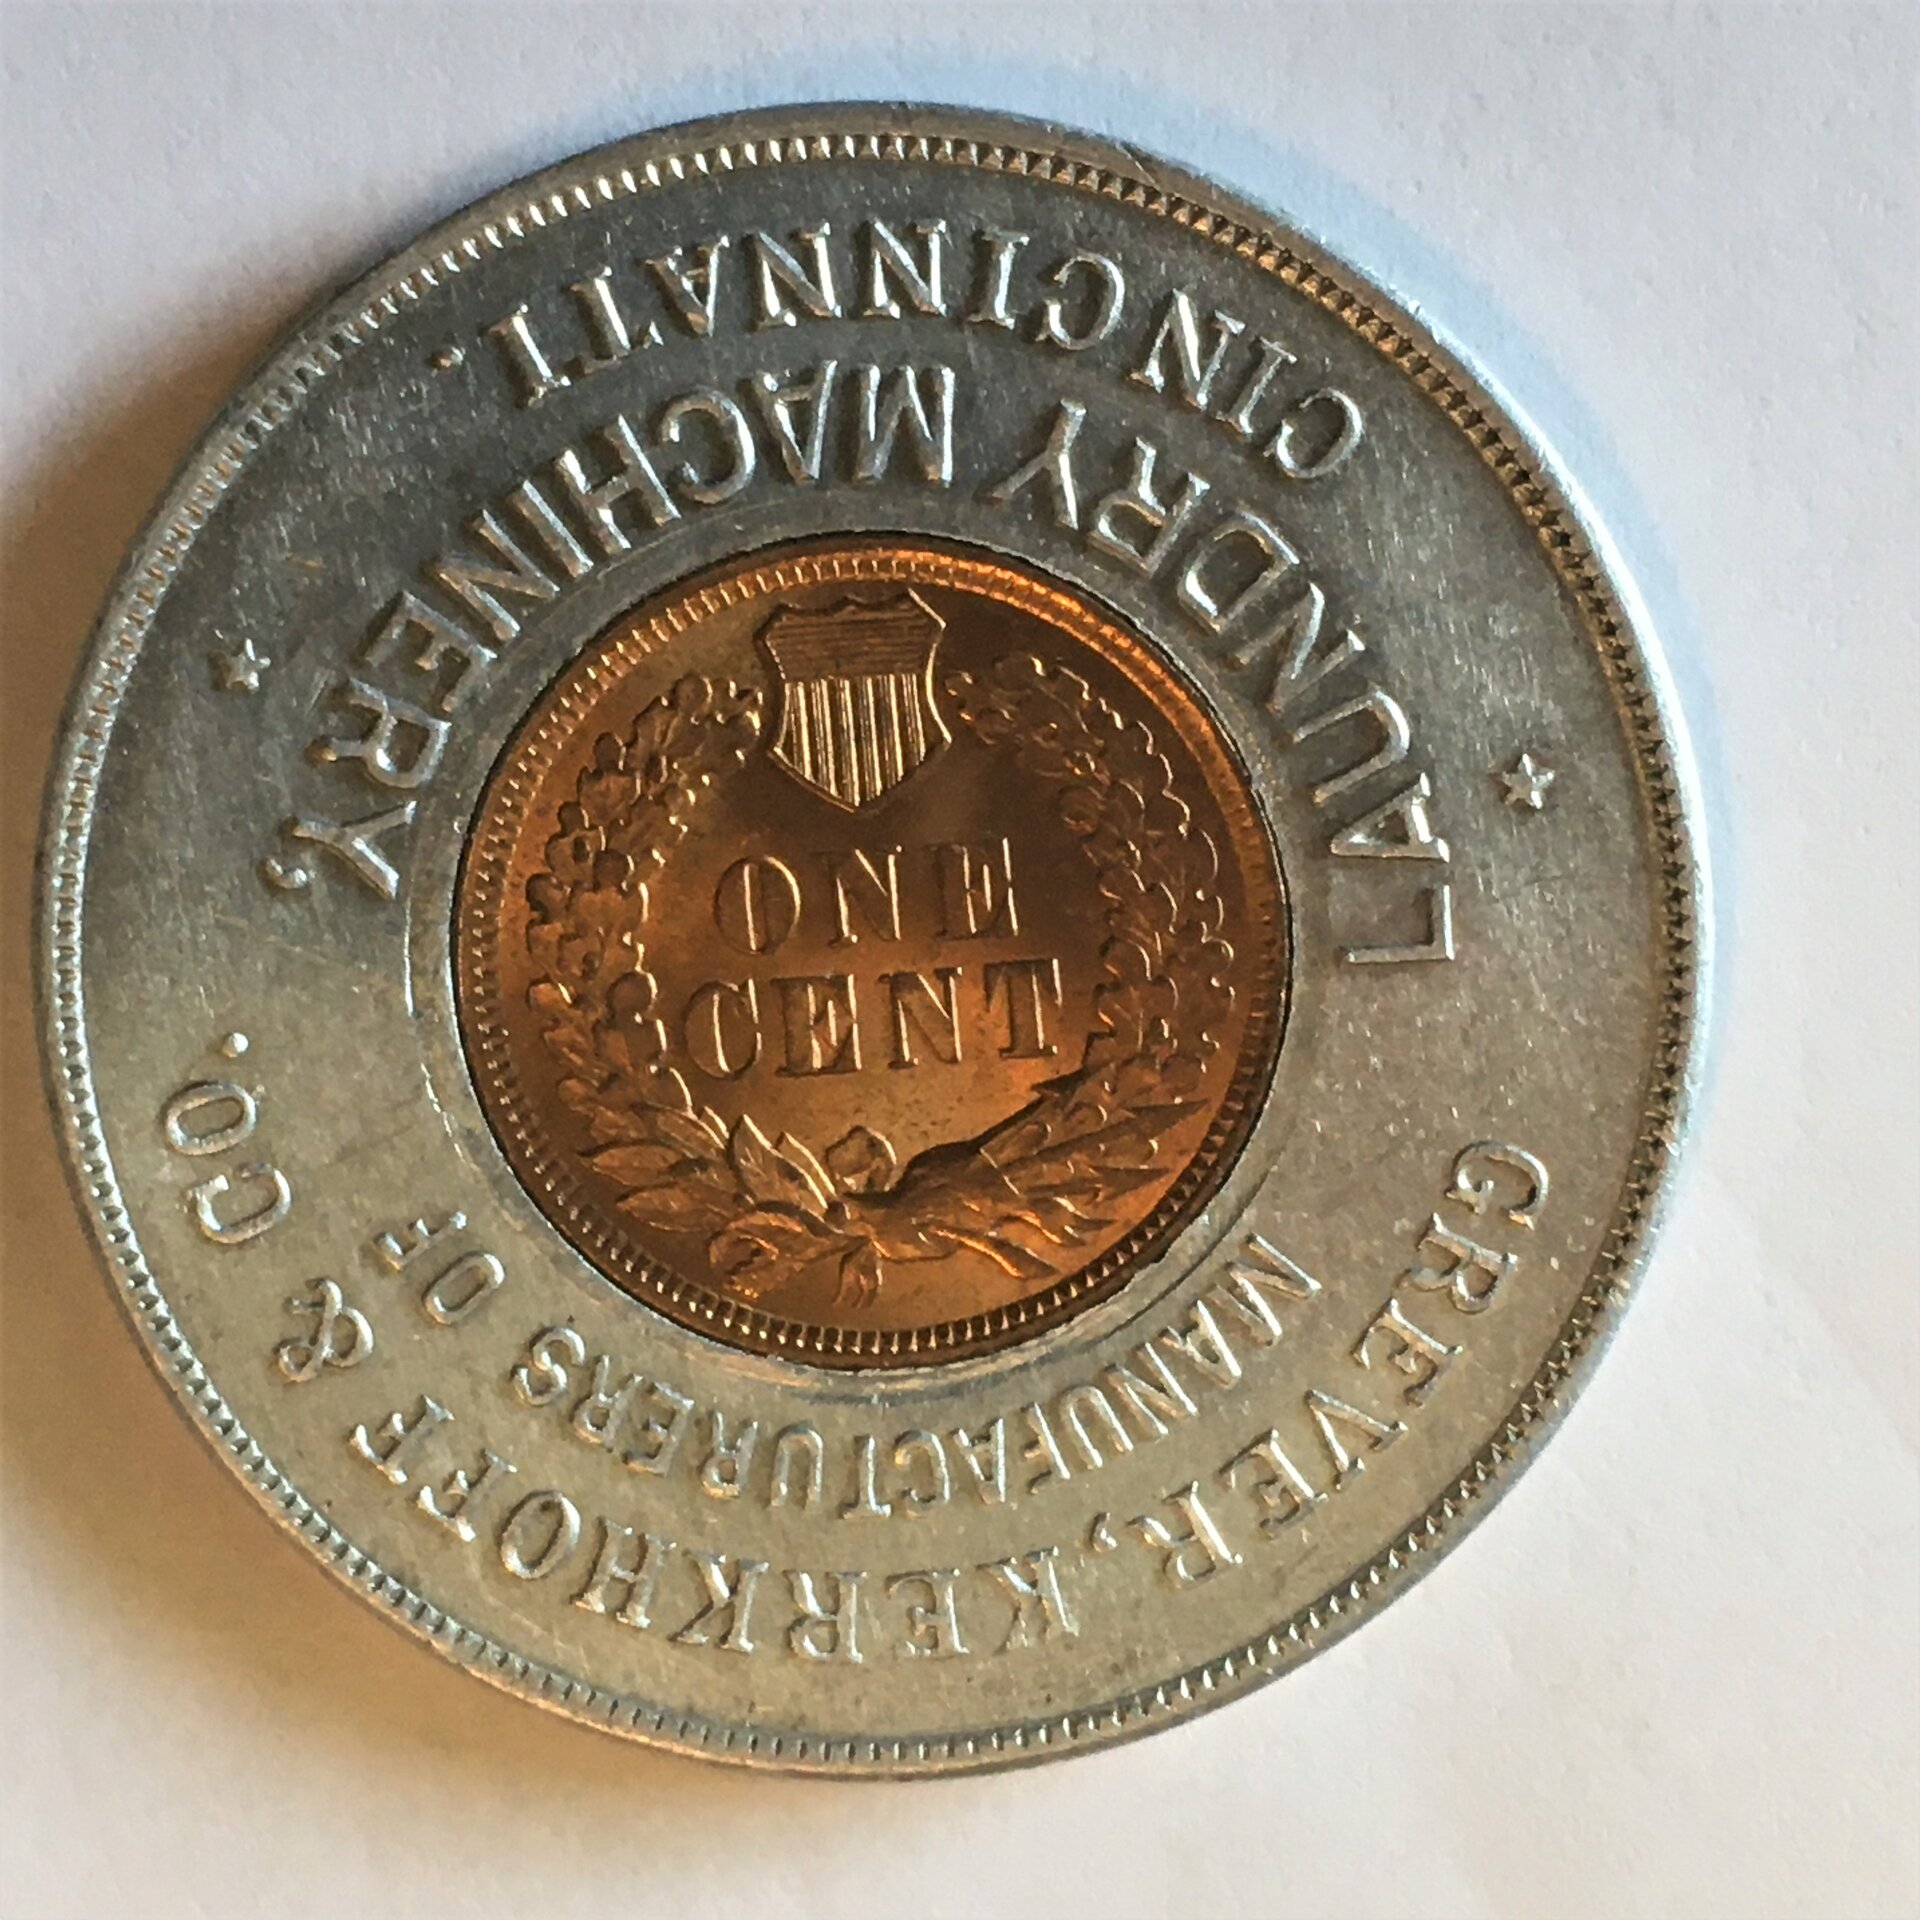 GREVER, KERKHOFF & CO.
MANUFACTURERS OF
LAUNDRY MACHINERY,
CINCINNATI.
ONE
CENT